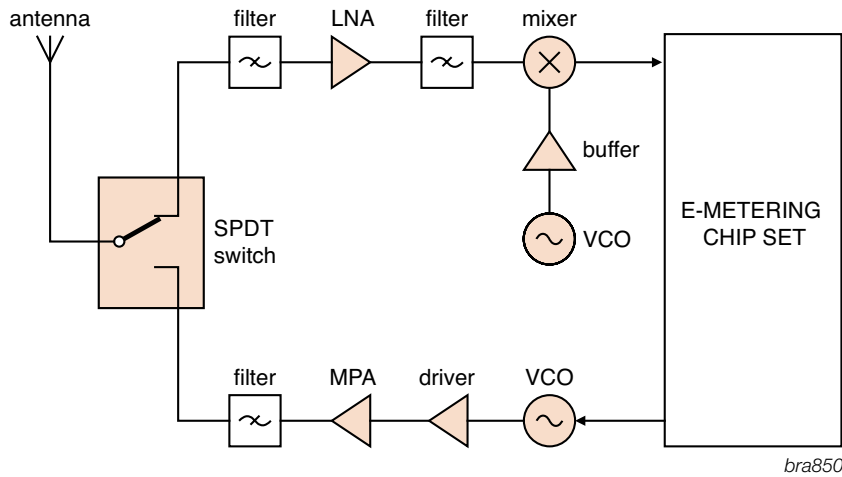 antenna
filter
LNA
filter
mixer
buffer
VCO
SPDT
switch
E-METERING
CHIP SET
filter
MPA
driver
VCO
bra850